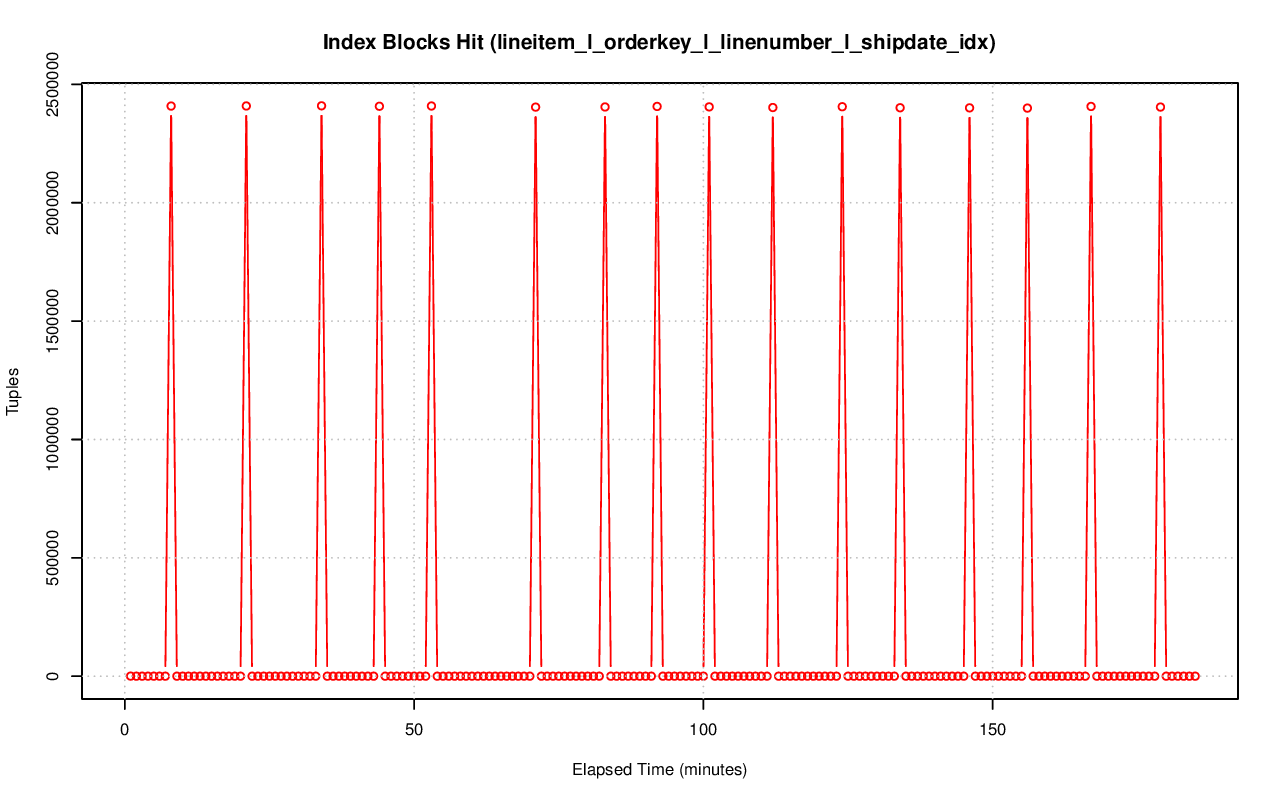 Index Blocks Hit (lineitem_l_orderkey_l_linenumber_l_shipdate_idx)
2500000
2000000
1500000
1000000
500000
0
Tuples
0 50 100 150
Elapsed Time (minutes)